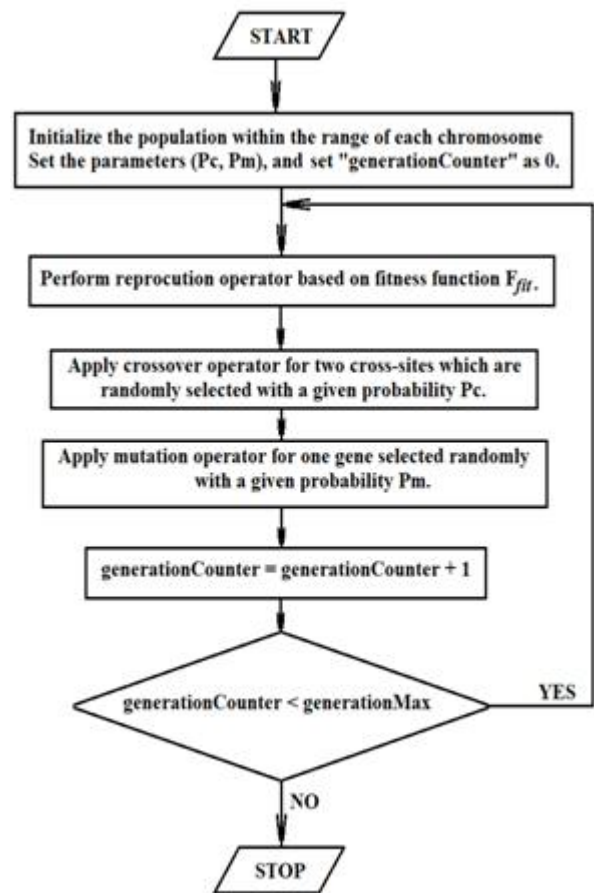 START
Initialize the population within the range of each chromosome
Set the parameters (Pc, Pm), and set "generationCounter" as 0.
Perform reprocution operator based on fitness function Ffit.
Apply crossover operator for two cross-sites which are
randomly selected with a given probability Pc.
Apply mutation operator for one gene selected randomly
with a given probability Pm.
generationCounter = generationCounter + 1
generationCounter < generationMax
YES
NO
STOP